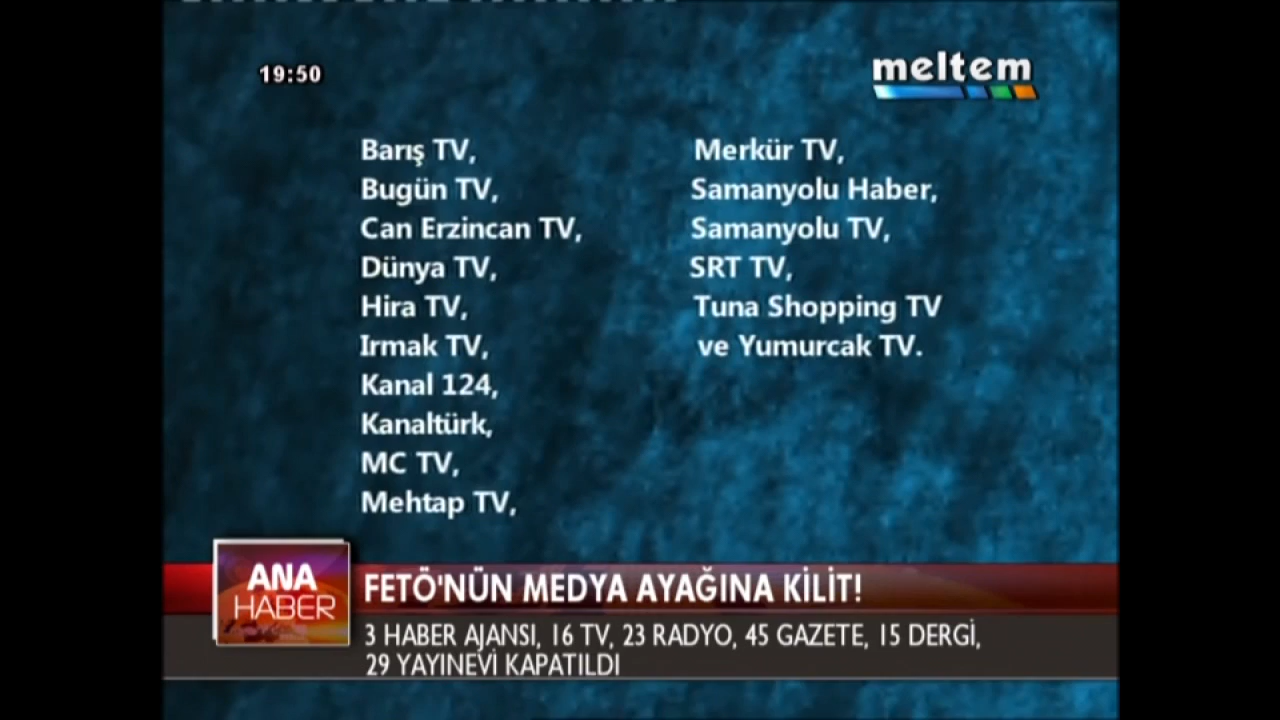 19:50
meltem
Barış TV,
Bugün TV,
Can Erzincan TV,
Dünya TV,
Hira TV,
Irmak TV,
Kanal 124,
Kanaltürk,
MC TV,
Mehtap TV,
Merkür TV,
Samanyolu Haber,
Samanyolu TV,
SRT TV,
Tuna Shopping TV
ve Yumurcak TV.
ANA
HABER
FETÖ'NÜN MEDYA AYAĞINA KİLİT!
3 HABER AJANSI, 16 TV, 23 RADYO, 45 GAZETE, 15 DERGİ,
29 YAYINEVİ KAPATILDI